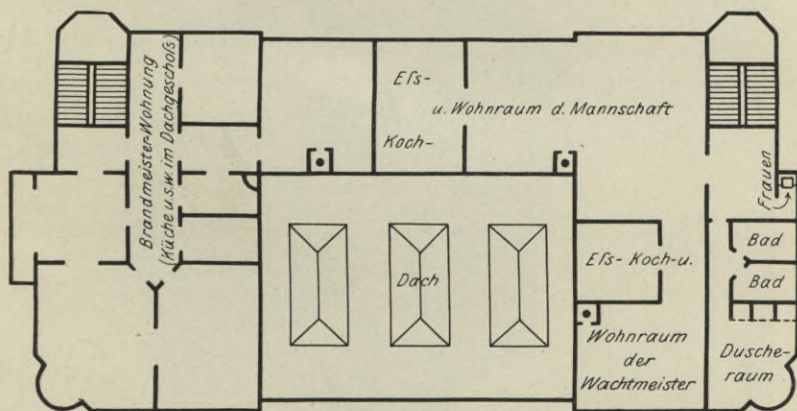 Brandmeister-Wohnung
(Küche u.s.w. im Dachgeschoſs)
Eſs-
u. Wohnraum d. Mannschaft
Koch-
Frauen
Dach
Eſs- Koch- u.
Wohnraum
der
Wachtmeister
Bad
Bad
Dusche-
raum